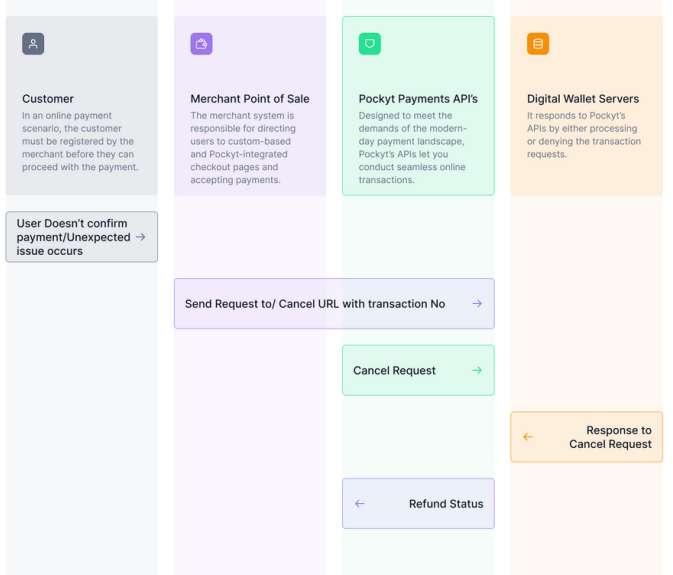 Customer
In an online payment
scenario, the customer
must be registered by the
merchant before they can
proceed with the payment.
Merchant Point of Sale
The merchant system is
responsible for directing
users to custom-based
and Pockyt-integrated
checkout pages and
accepting payments.
Pockyt Payments API's
Designed to meet the
demands of the modern-
day payment landscape,
Pockyt's APIs let you
conduct seamless online
transactions.
Digital Wallet Servers
It responds to Pockyt's
APIs by either processing
or denying the transaction
requests.
User Doesn't confirm
payment/Unexpected
issue occurs
Send Request to/ Cancel URL with transaction No
Cancel Request
Response to
Cancel Request
Refund Status